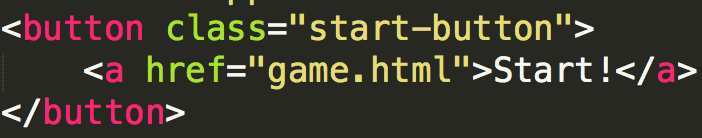 <button class="start-button">
    <a href="game.html">Start!</a>
</button>